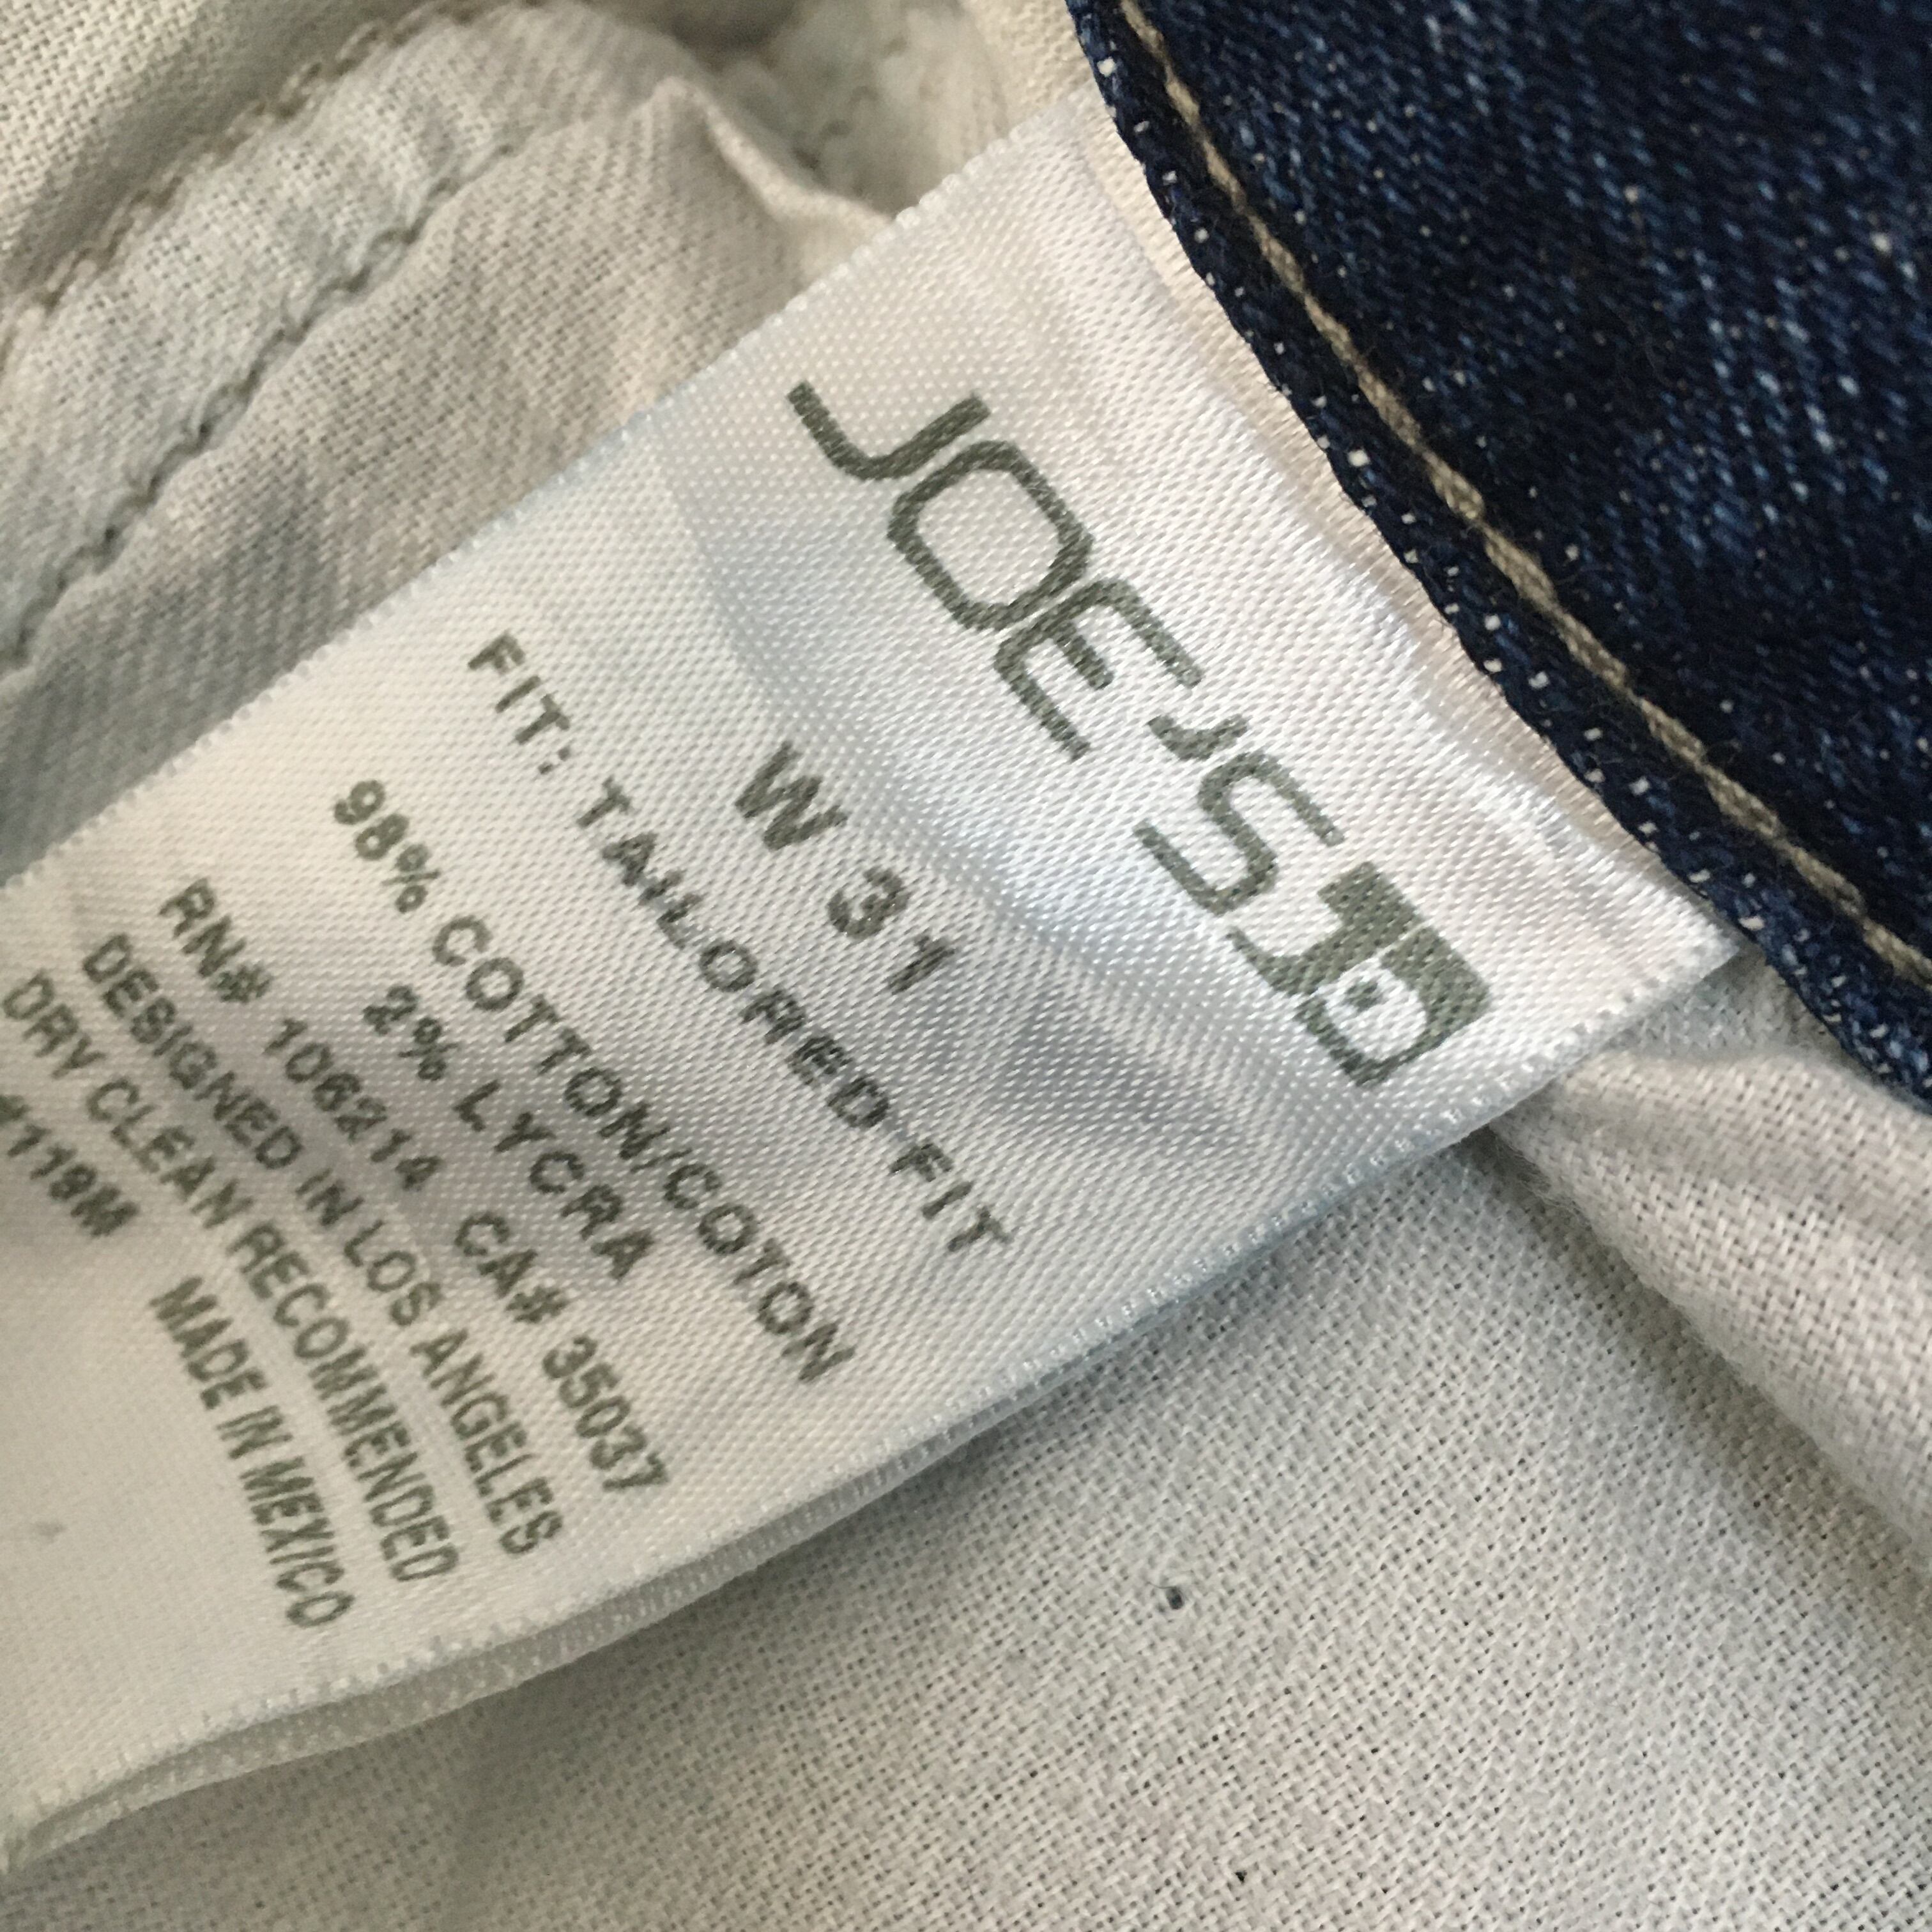 JOE'S
W 31
FIT: TAILORED FIT
98% COTTON/COTON
2% LYCRA
RN# 106214 CA# 35037
DESIGNED IN LOS ANGELES
DRY CLEAN RECOMMENDED
MADE IN MEXICO